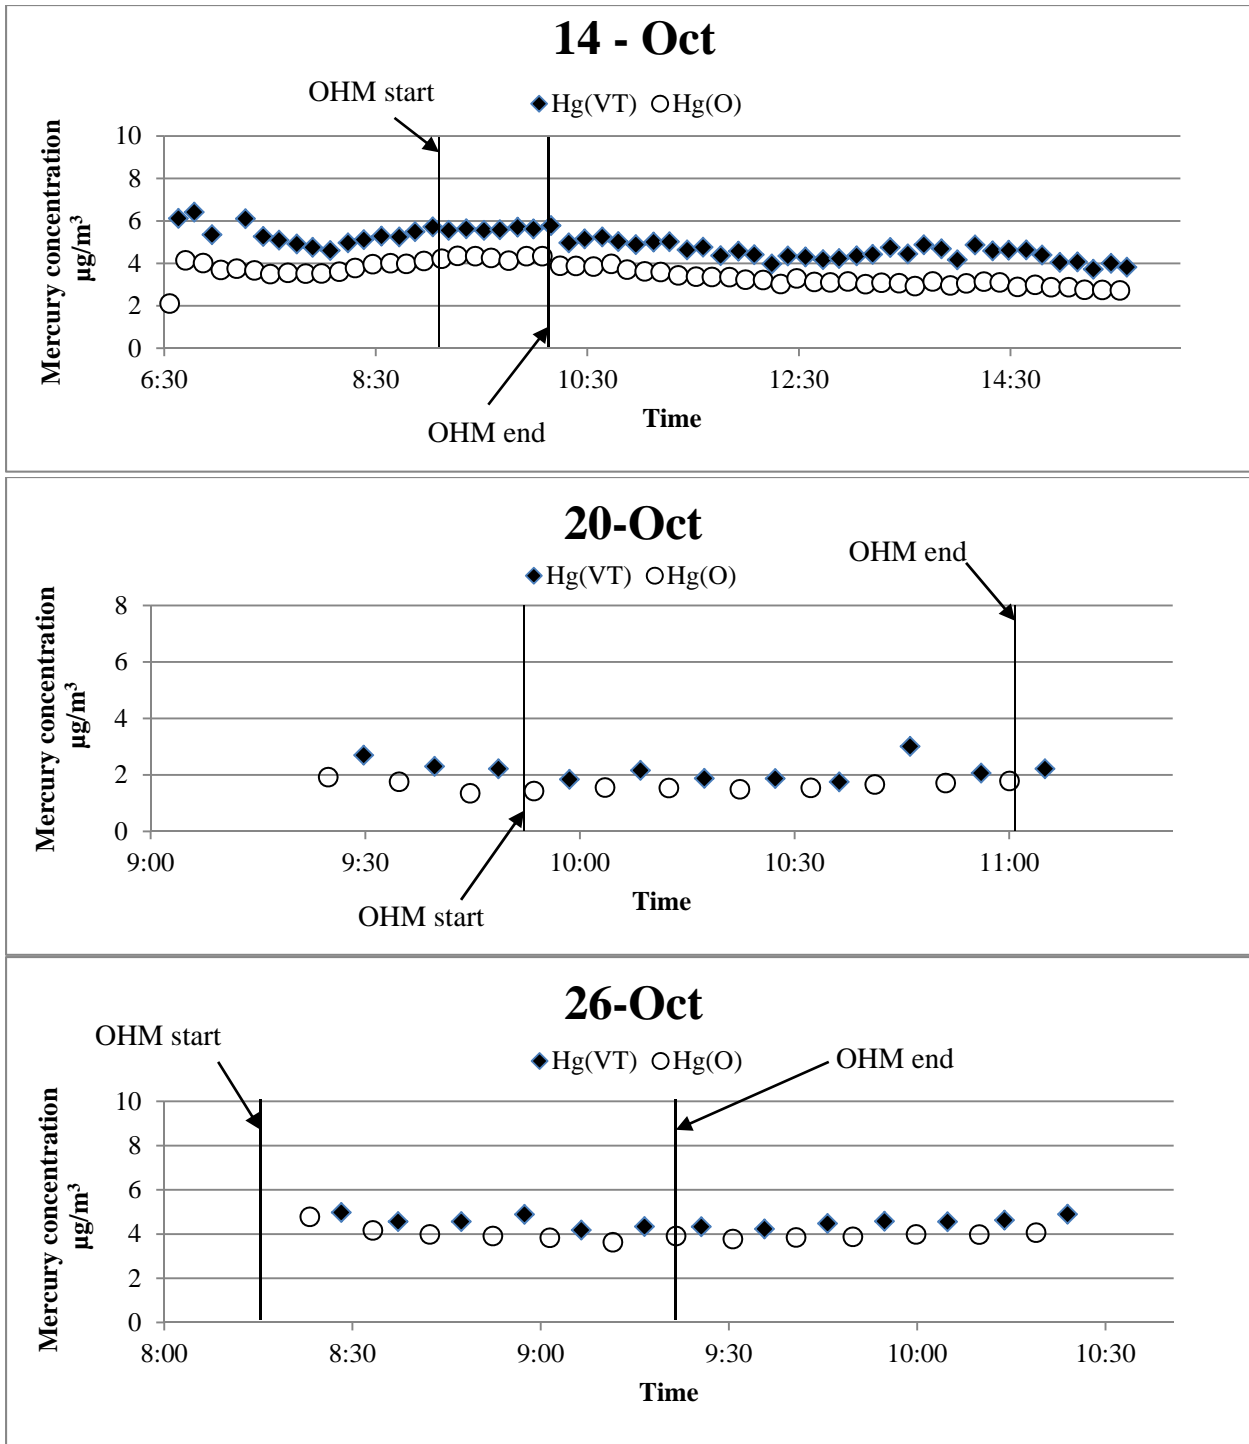 14 - Oct
OHM start
Hg(VT) Hg(O)
Mercury concentration
µg/m³
10
8
6
4
2
0
6:30 8:30 10:30 12:30 14:30
OHM end
Time
20-Oct
OHM end
Hg(VT) Hg(O)
Mercury concentration
µg/m³
8
6
4
2
0
9:00 9:30 10:00 10:30 11:00
OHM start
Time
26-Oct
OHM start
Hg(VT) Hg(O)
OHM end
Mercury concentration
µg/m³
10
8
6
4
2
0
8:00 8:30 9:00 9:30 10:00 10:30
Time